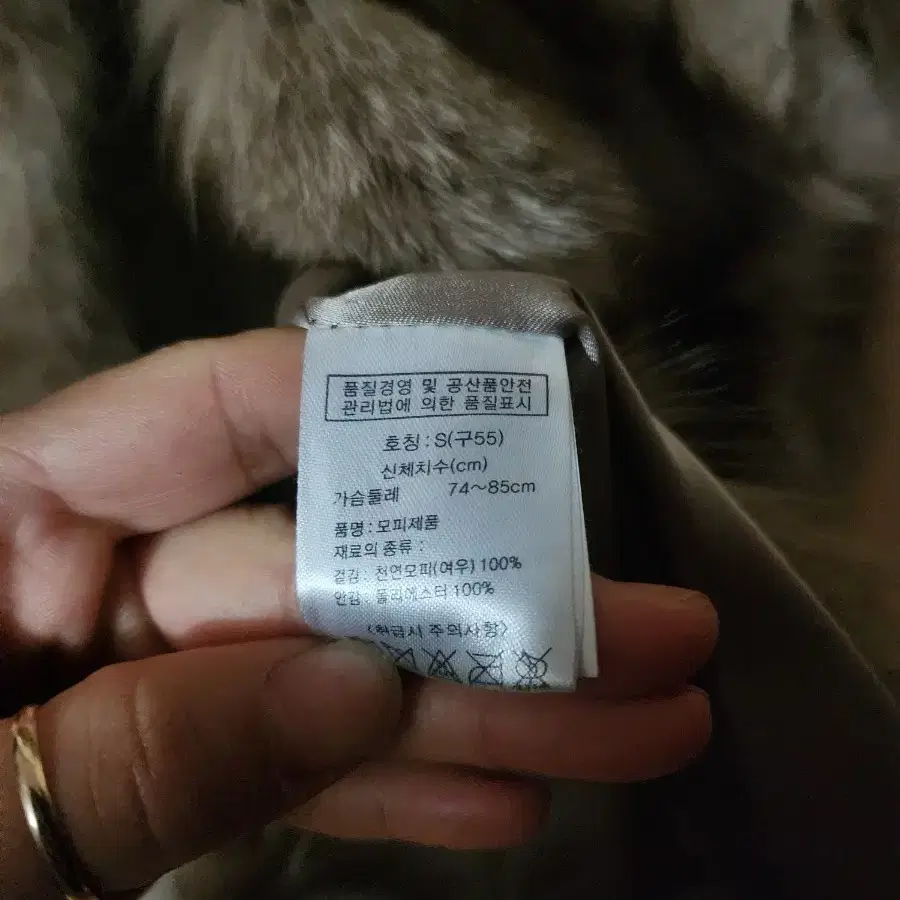 품질경영 및 공산품안전
관리법에 의한 품질표시
호칭 : S(구55)
신체치수(cm)
가슴둘레 74~85cm
품명 : 모피제품
재료의 종류 :
겉감 : 천연모피(여우) 100%
안감 : 폴리에스터 100%
<취급시 주의사항>